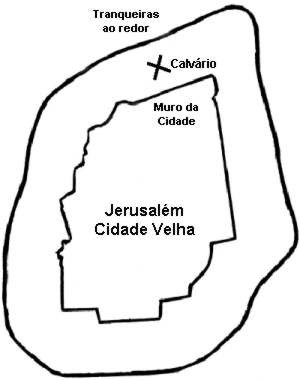 Tranqueiras
ao redor
Calvário
Muro da
Cidade
Jerusalém
Cidade Velha